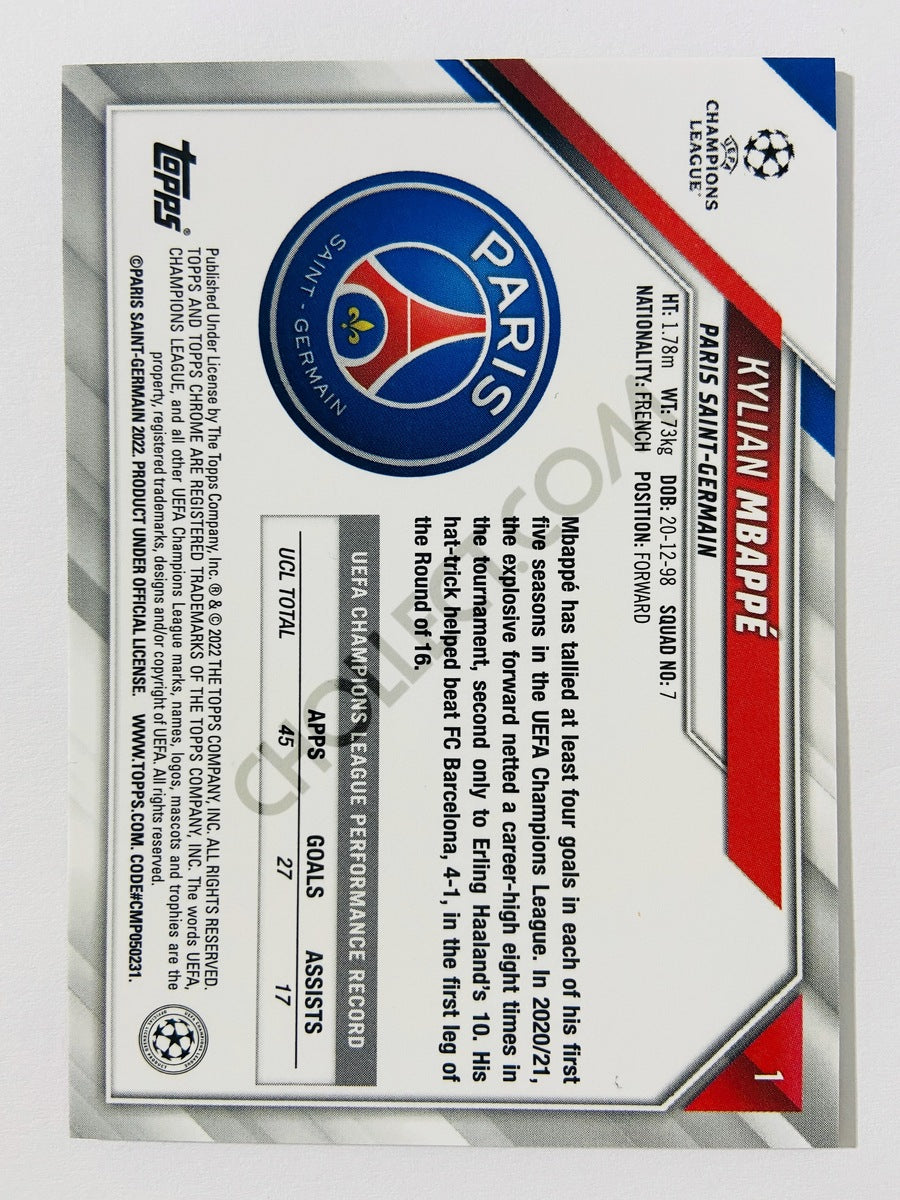 UEFA
CHAMPIONS
LEAGUE®
KYLIAN MBAPPÉ
PARIS SAINT-GERMAIN
HT: 1.78m WT: 73kg DOB: 20-12-98 SQUAD NO: 7
NATIONALITY: FRENCH POSITION: FORWARD
1
PARIS
SAINT-GERMAIN
Mbappé has tallied at least four goals in each of his first
five seasons in the UEFA Champions League. In 2020/21,
the explosive forward netted a career-high eight times in
the tournament, second only to Erling Haaland's 10. His
hat-trick helped beat FC Barcelona, 4-1, in the first leg of
the Round of 16.
UEFA CHAMPIONS LEAGUE PERFORMANCE RECORD
APPS GOALS ASSISTS
UCL TOTAL 45 27 17
topps®
Published Under License by The Topps Company, Inc. ® & © 2022 THE TOPPS COMPANY, INC. ALL RIGHTS RESERVED.
TOPPS AND TOPPS CHROME ARE REGISTERED TRADEMARKS OF THE TOPPS COMPANY, INC. The words UEFA,
CHAMPIONS LEAGUE, and all other UEFA Champions League marks, names, logos, mascots and trophies are the
property, registered trademarks, designs and/or copyright of UEFA. All rights reserved.
©PARIS SAINT-GERMAIN 2022. PRODUCT UNDER OFFICIAL LICENSE. WWW.TOPPS.COM. CODE#CMP050231.
CHOLLECT.COM